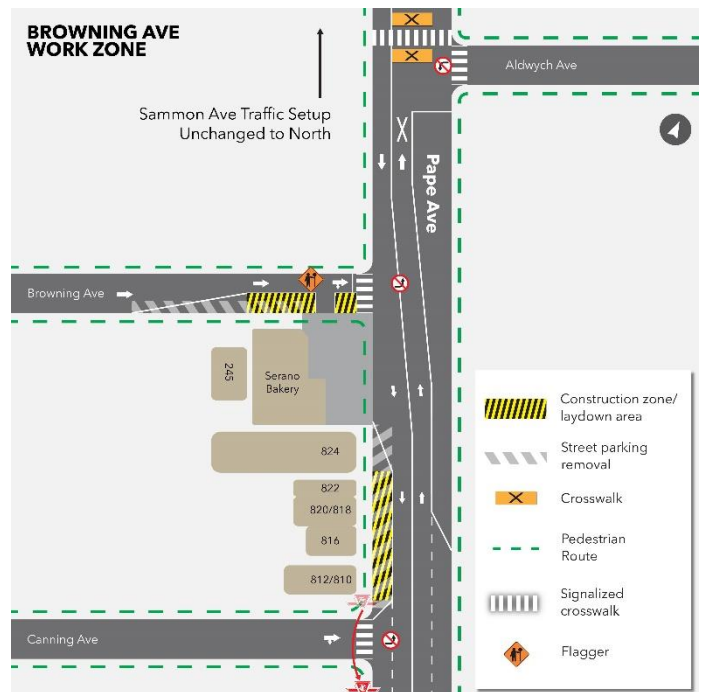 BROWNING AVE
WORK ZONE
Sammon Ave Traffic Setup
Unchanged to North
Aldwych Ave
Pape Ave
Browning Ave
245
Serano
Bakery
824
822
820/818
816
812/810
Canning Ave
Construction zone/
laydown area
Street parking
removal
Crosswalk
Pedestrian
Route
Signalized
crosswalk
Flagger